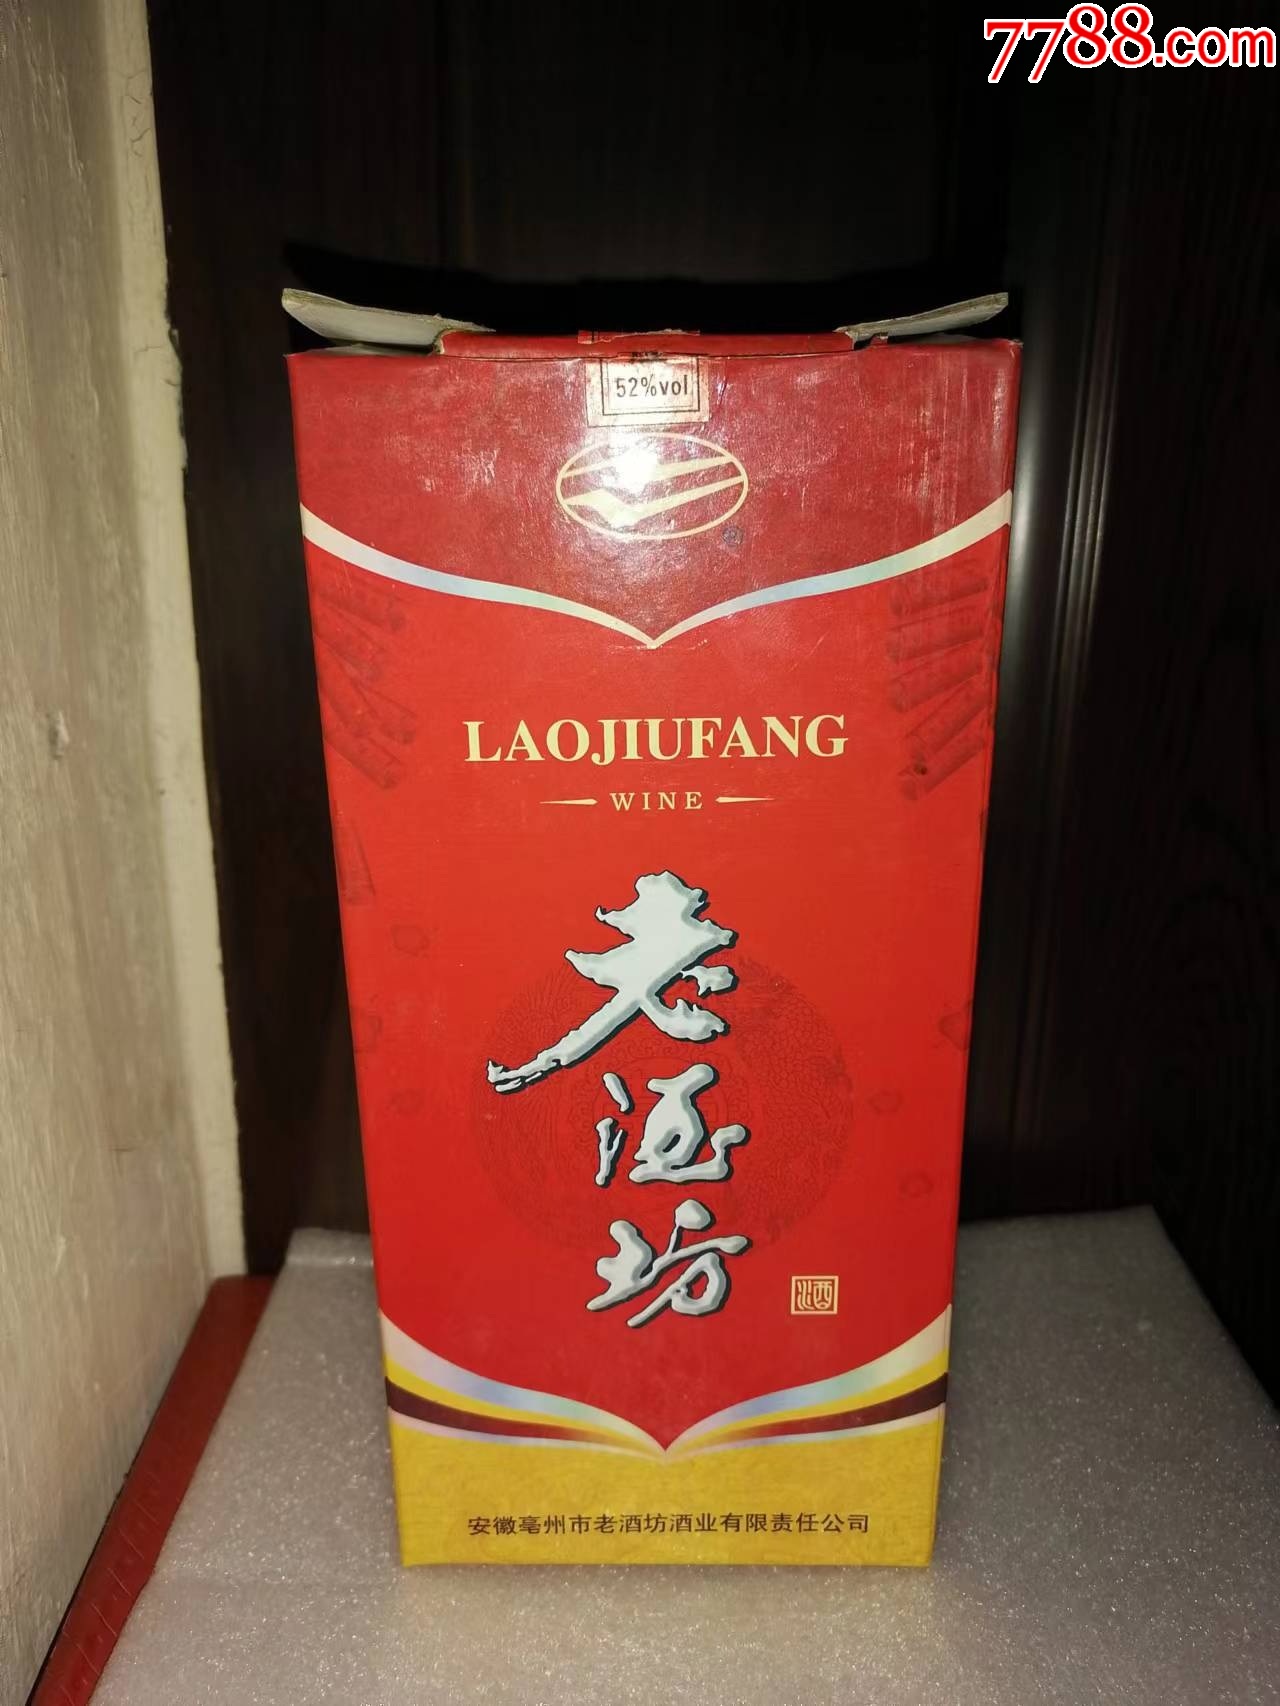 7788.com
52%vol
LAOJIUFANG
WINE
老
酒
坊
酒
安徽亳州市老酒坊酒业有限责任公司